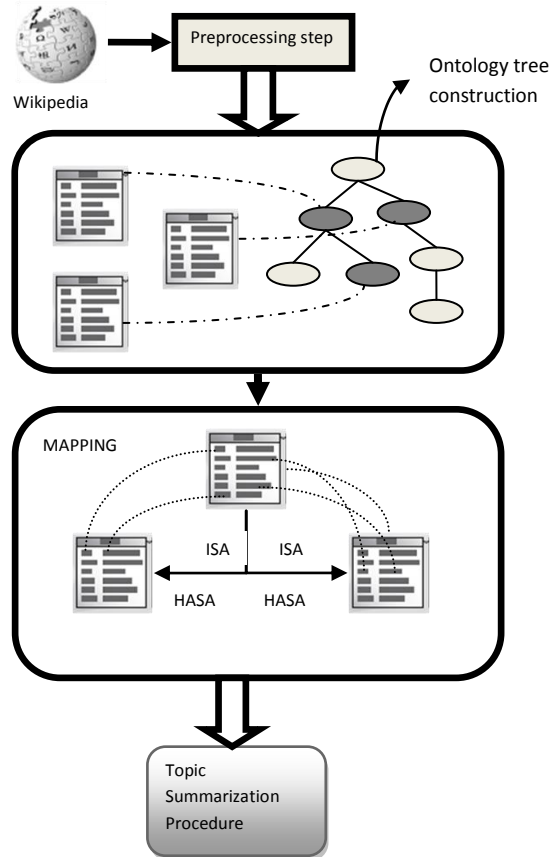 Preprocessing step
Ontology tree
construction
Wikipedia
MAPPING
ISA ISA
HASA HASA
Topic
Summarization
Procedure